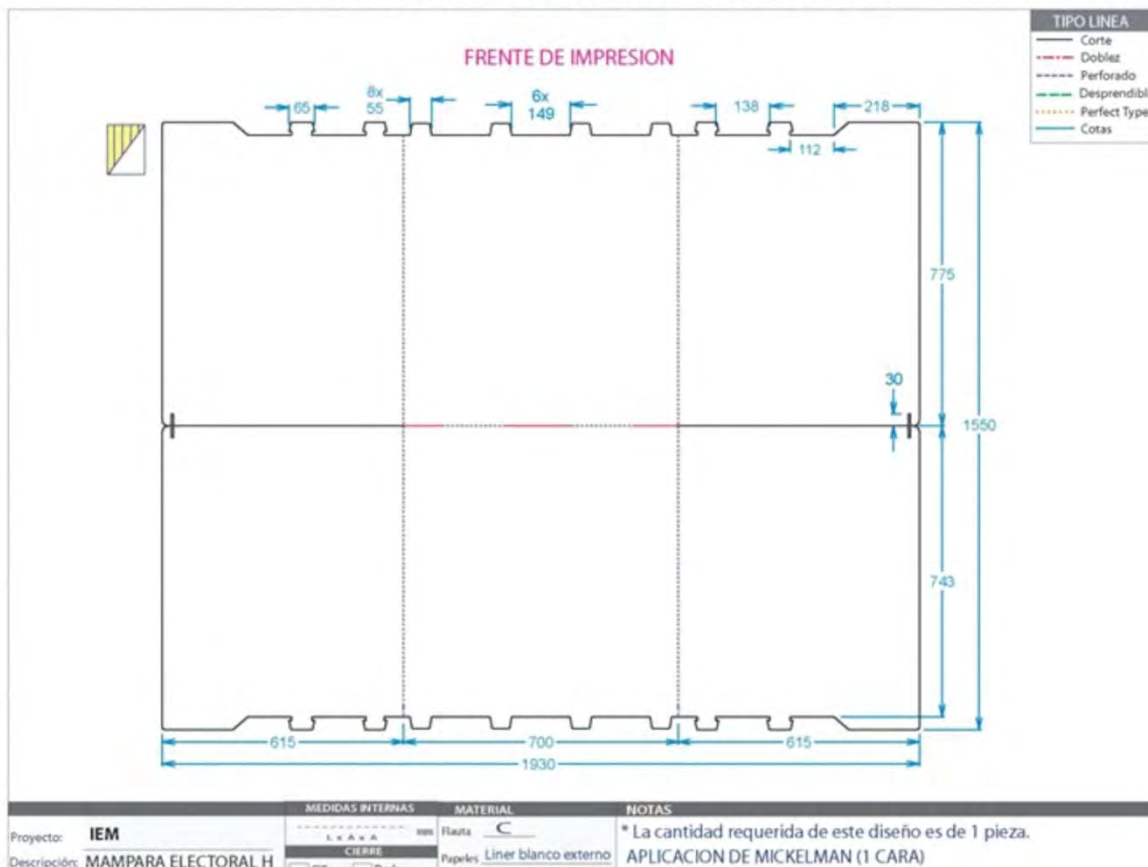 TIPO LINEA
Corte
Doblez
Perforado
Desprendible
Perfect Type
Cotas
FRENTE DE IMPRESION
65
8x
55
6x
149
138
218
112
775
30
1550
743
615
700
615
1930
MEDIDAS INTERNAS
MATERIAL
NOTAS
Proyecto: IEM
L x A x A
mm
Flauta C
* La cantidad requerida de este diseño es de 1 pieza.
CIERRE
Descripción: MAMPARA ELECTORAL H
Papeles Liner blanco externo
APLICACION DE MICKELMAN (1 CARA)